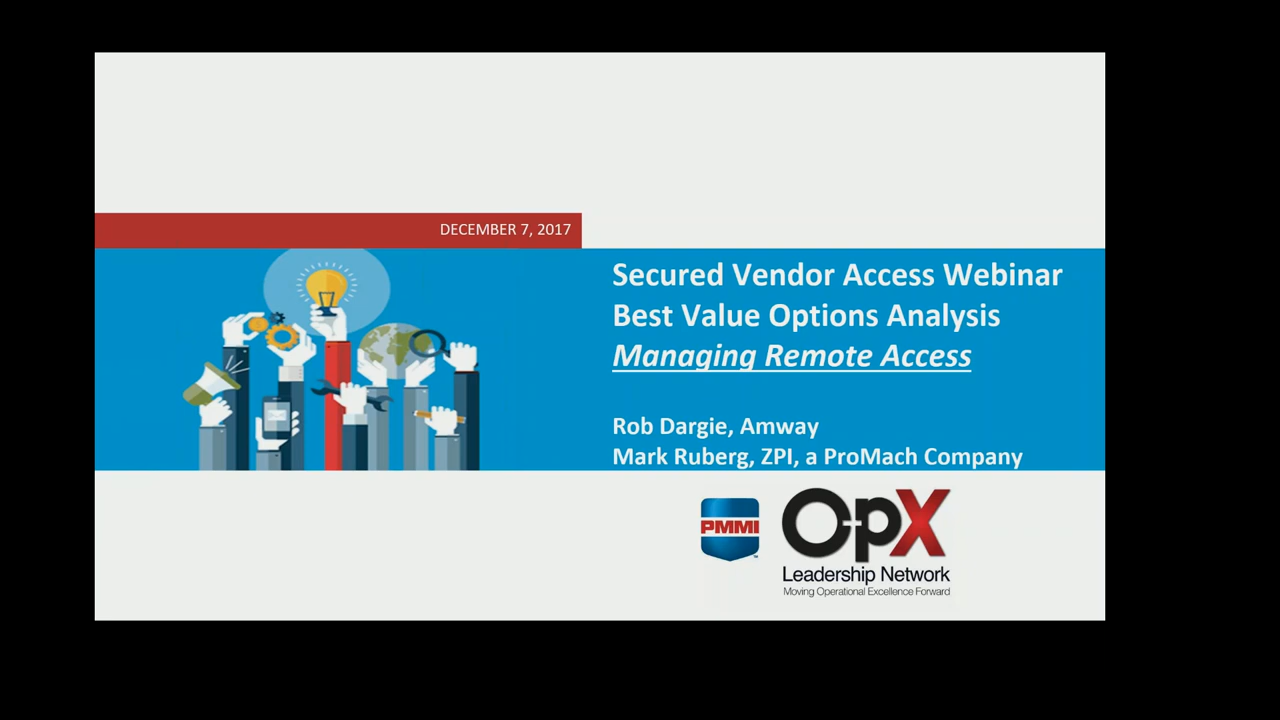 DECEMBER 7, 2017
Secured Vendor Access Webinar
Best Value Options Analysis
Managing Remote Access
Rob Dargie, Amway
Mark Ruberg, ZPI, a ProMach Company
PMMI
OpX
Leadership Network
Moving Operational Excellence Forward